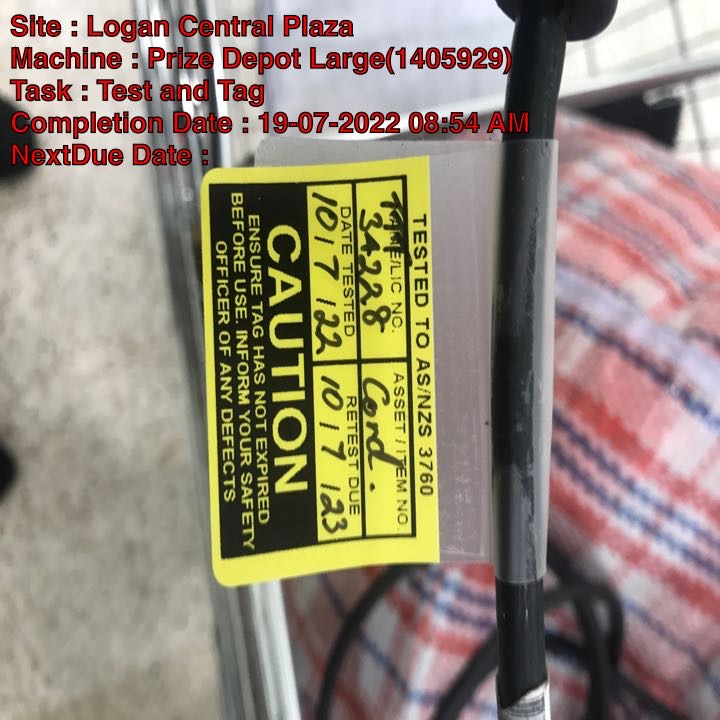 Site : Logan Central Plaza
Machine : Prize Depot Large(1405929)
Task : Test and Tag
Completion Date : 19-07-2022 08:54 AM
NextDue Date :
TESTED TO AS/NZS 3760
NAME/LIC NO.
34228
ASSET / ITEM NO.
Cord.
DATE TESTED
10 / 7 / 22
RETEST DUE
10 / 7 / 23
CAUTION
ENSURE TAG HAS NOT EXPIRED
BEFORE USE. INFORM YOUR SAFETY
OFFICER OF ANY DEFECTS